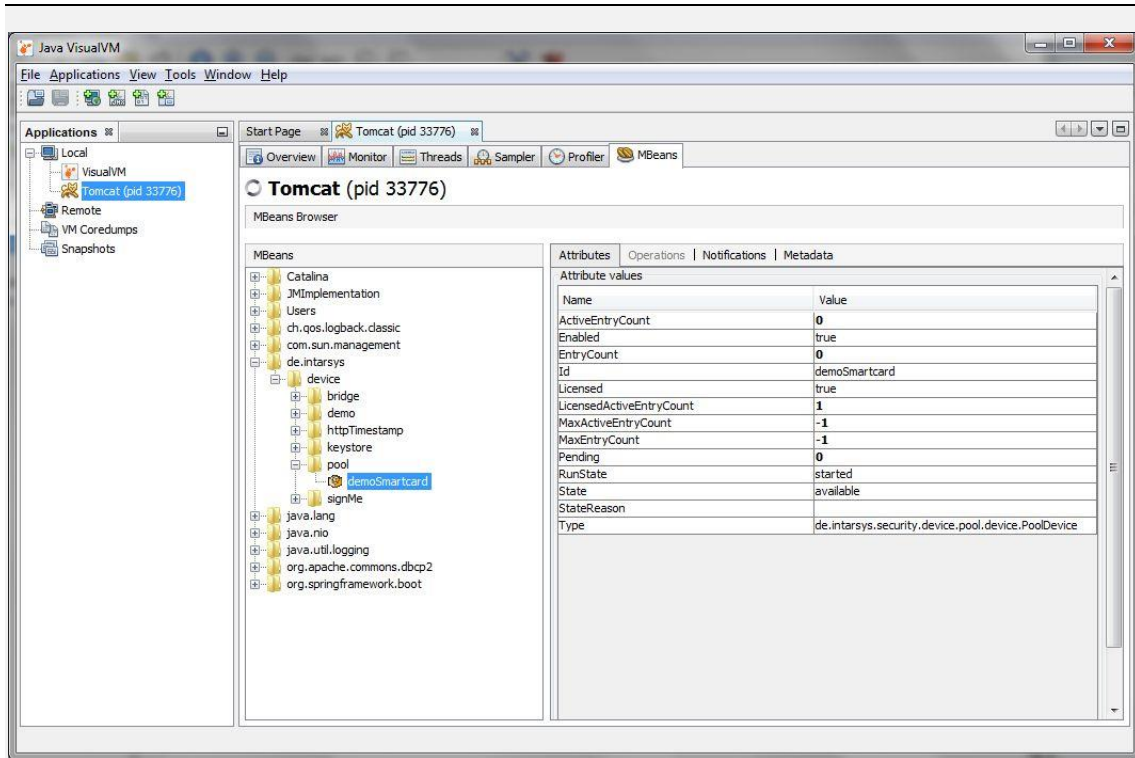 Java VisualVM
File Applications View Tools Window Help
Applications
Local
VisualVM
Tomcat (pid 33776)
Remote
VM Coredumps
Snapshots
Start Page
Tomcat (pid 33776)
Overview Monitor Threads Sampler Profiler MBeans
Tomcat (pid 33776)
MBeans Browser
MBeans
Catalina
JMImplementation
Users
ch.qos.logback.classic
com.sun.management
de.intarsys
device
bridge
demo
httpTimestamp
keystore
pool
demoSmartcard
signMe
java.lang
java.nio
java.util.logging
org.apache.commons.dbcp2
org.springframework.boot
Attributes Operations Notifications Metadata
Attribute values
Name Value
ActiveEntryCount 0
Enabled true
EntryCount 0
Id demoSmartcard
Licensed true
LicensedActiveEntryCount 1
MaxActiveEntryCount -1
MaxEntryCount -1
Pending 0
RunState started
State available
StateReason
Type de.intarsys.security.device.pool.device.PoolDevice